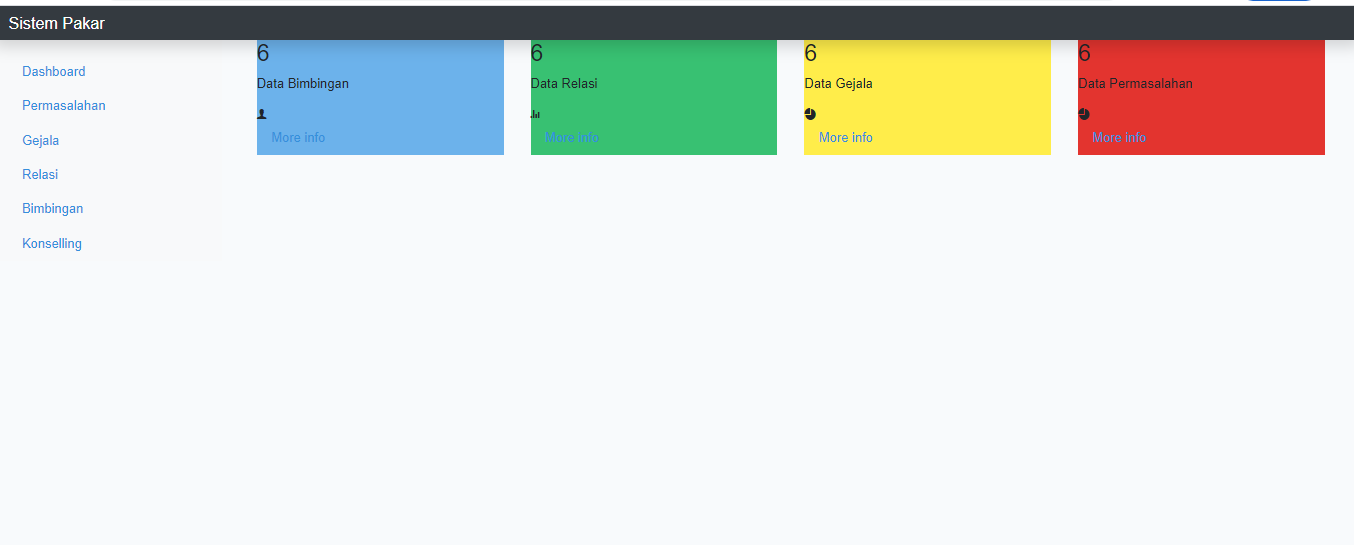 Sistem Pakar
Dashboard
Permasalahan
Gejala
Relasi
Bimbingan
Konselling
6
Data Bimbingan
More info
6
Data Relasi
More info
6
Data Gejala
More info
6
Data Permasalahan
More info